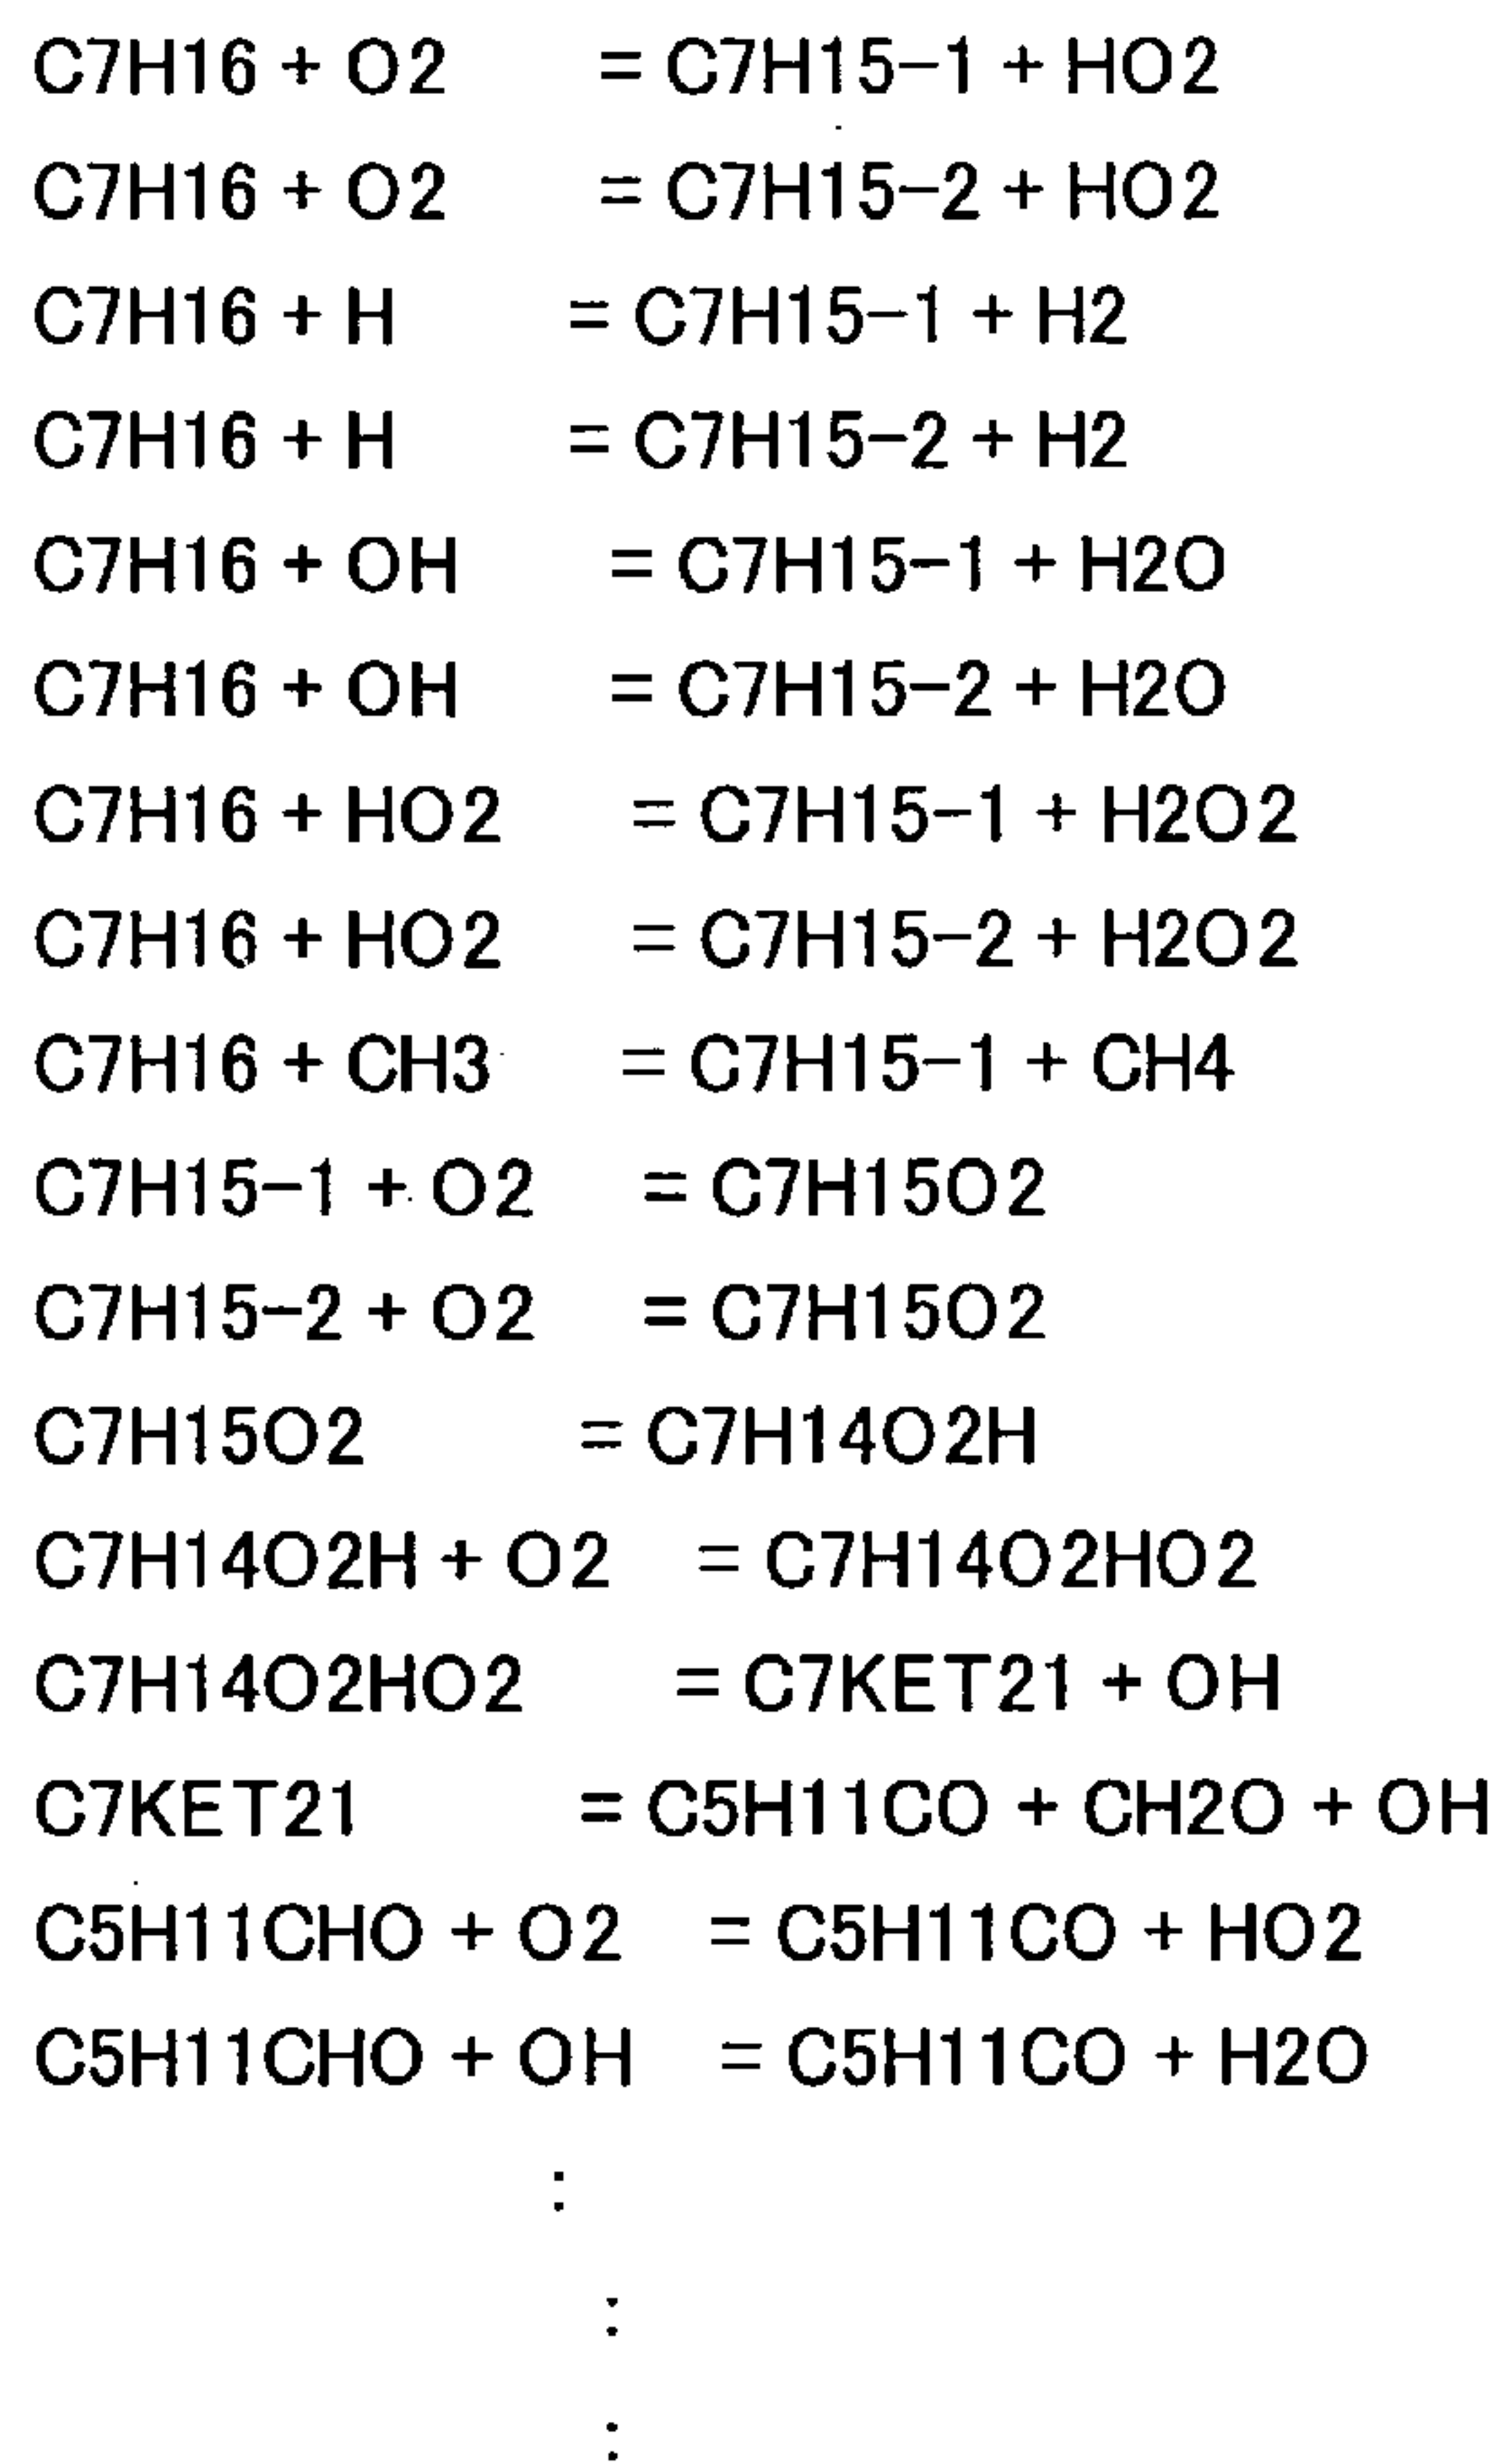 C7H16 + O2 = C7H15-1 + HO2
C7H16 + O2 = C7H15-2 + HO2
C7H16 + H = C7H15-1 + H2
C7H16 + H = C7H15-2 + H2
C7H16 + OH = C7H15-1 + H2O
C7H16 + OH = C7H15-2 + H2O
C7H16 + HO2 = C7H15-1 + H2O2
C7H16 + HO2 = C7H15-2 + H2O2
C7H16 + CH3 = C7H15-1 + CH4
C7H15-1 + O2 = C7H15O2
C7H15-2 + O2 = C7H15O2
C7H15O2 = C7H14O2H
C7H14O2H + O2 = C7H14O2HO2
C7H14O2HO2 = C7KET21 + OH
C7KET21 = C5H11CO + CH2O + OH
C5H11CHO + O2 = C5H11CO + HO2
C5H11CHO + OH = C5H11CO + H2O
:
:
: